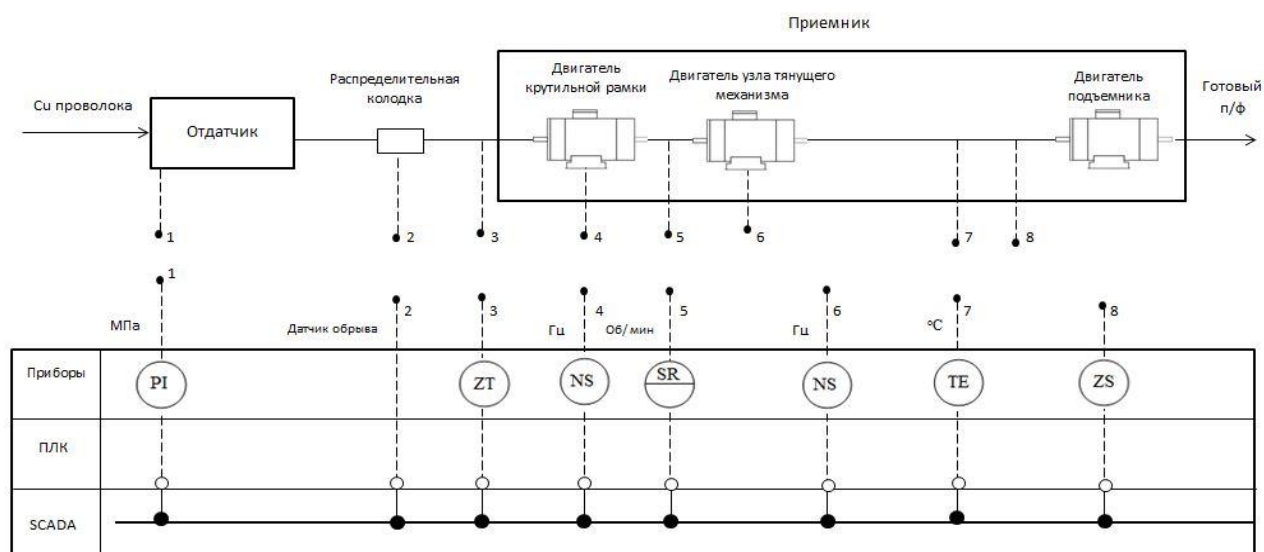 Приемник
Двигатель
крутильной рамки
Двигатель узла тянущего
механизма
Двигатель
подъемника
Готовый
п/ф
Распределительная
колодка
Cu проволока
Отдатчик
1
2
3
4
5
6
7
8
1
2
3
4
5
6
7
8
МПа
Датчик обрыва
Гц
Об/мин
Гц
°C
Приборы
PI
ZT
NS
SR
NS
TE
ZS
ПЛК
SCADA